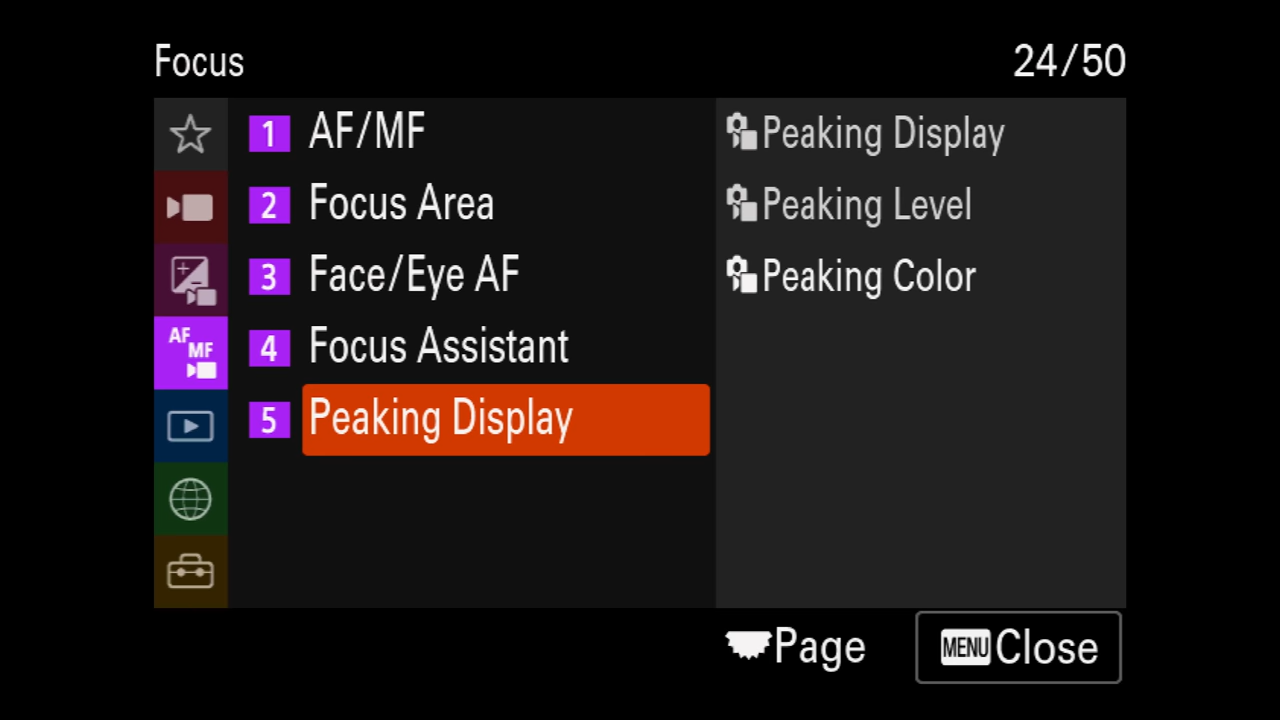 Focus 24/50
1 AF/MF
2 Focus Area
3 Face/Eye AF
4 Focus Assistant
5 Peaking Display
AF
MF
Peaking Display
Peaking Level
Peaking Color
Page
MENU Close